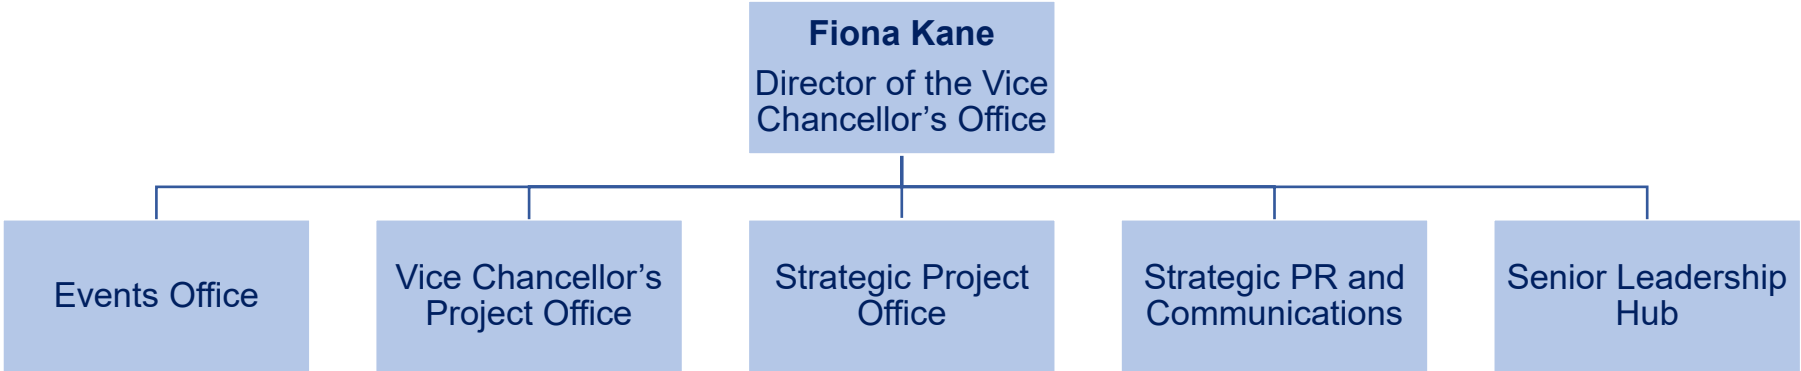 Fiona Kane
Director of the Vice
Chancellor’s Office
Events Office
Vice Chancellor’s
Project Office
Strategic Project
Office
Strategic PR and
Communications
Senior Leadership
Hub